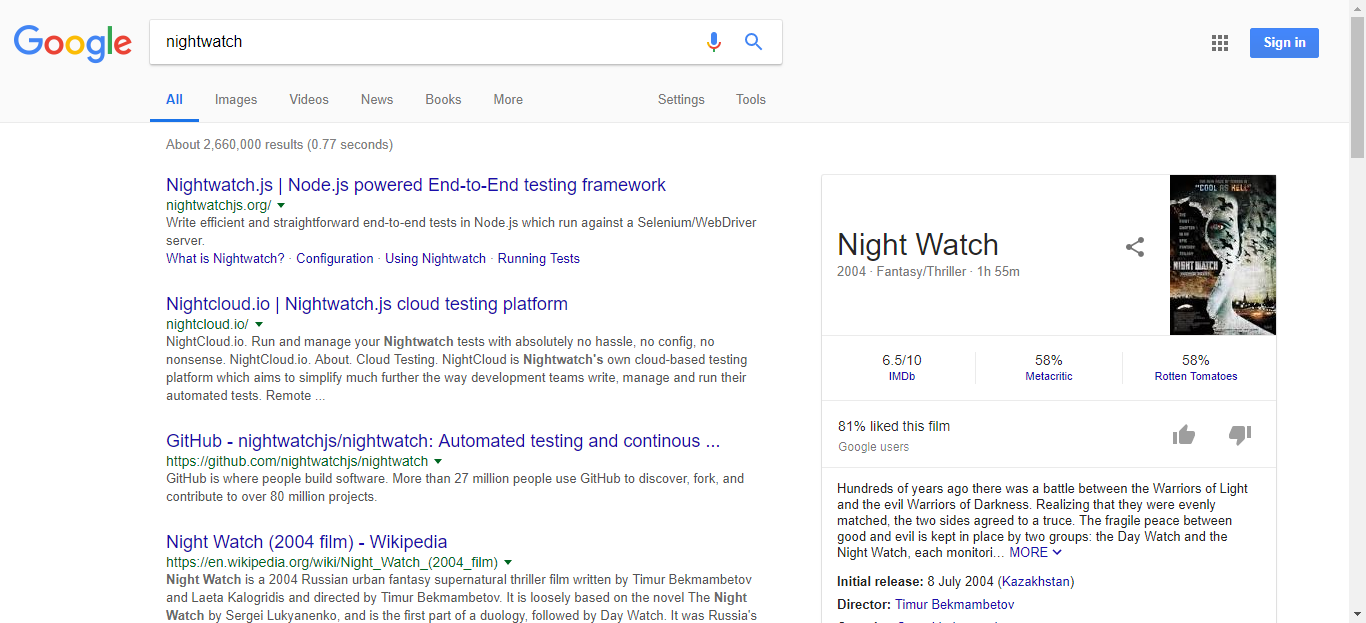 Google
nightwatch
Sign in
All Images Videos News Books More Settings Tools
About 2,660,000 results (0.77 seconds)
Nightwatch.js | Node.js powered End-to-End testing framework
nightwatchjs.org/
Write efficient and straightforward end-to-end tests in Node.js which run against a Selenium/WebDriver
server.
What is Nightwatch? · Configuration · Using Nightwatch · Running Tests
Nightcloud.io | Nightwatch.js cloud testing platform
nightcloud.io/
NightCloud.io. Run and manage your Nightwatch tests with absolutely no hassle, no config, no
nonsense. NightCloud.io. About. Cloud Testing. NightCloud is Nightwatch's own cloud-based testing
platform which aims to simplify much further the way development teams write, manage and run their
automated tests. Remote ...
GitHub - nightwatchjs/nightwatch: Automated testing and continous ...
https://github.com/nightwatchjs/nightwatch
GitHub is where people build software. More than 27 million people use GitHub to discover, fork, and
contribute to over 80 million projects.
Night Watch (2004 film) - Wikipedia
https://en.wikipedia.org/wiki/Night_Watch_(2004_film)
Night Watch is a 2004 Russian urban fantasy supernatural thriller film written by Timur Bekmambetov
and Laeta Kalogridis and directed by Timur Bekmambetov. It is loosely based on the novel The Night
Watch by Sergei Lukyanenko, and is the first part of a duology, followed by Day Watch. It was Russia's
Night Watch
2004 · Fantasy/Thriller · 1h 55m
"COOL AS HELL"
NIGHT WATCH
6.5/10 58% 58%
IMDb Metacritic Rotten Tomatoes
81% liked this film
Google users
Hundreds of years ago there was a battle between the Warriors of Light
and the evil Warriors of Darkness. Realizing that they were evenly
matched, the two sides agreed to a truce. The fragile peace between
good and evil is kept in place by two groups: the Day Watch and the
Night Watch, each monitori... MORE
Initial release: 8 July 2004 (Kazakhstan)
Director: Timur Bekmambetov